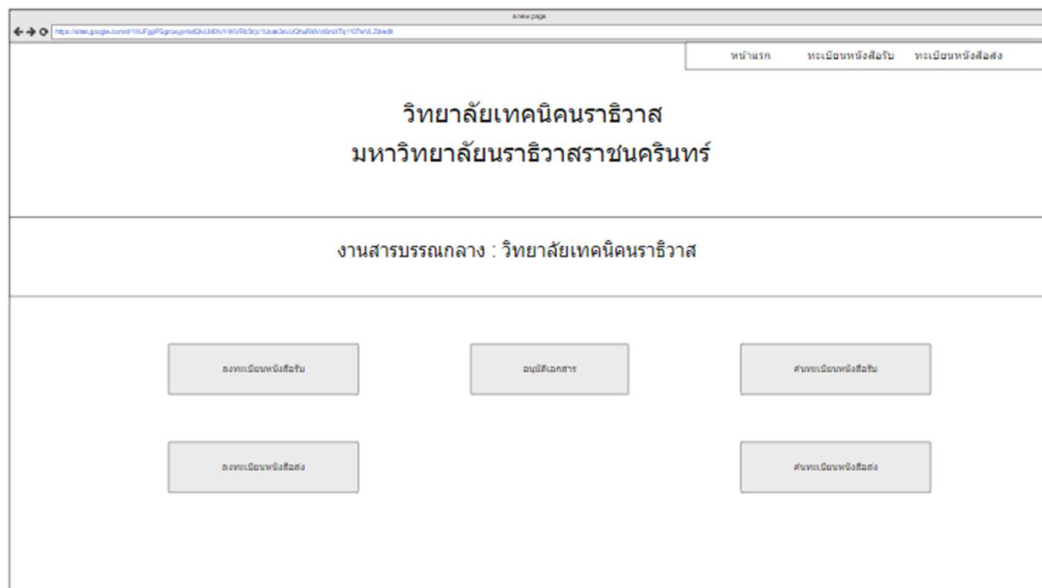 A new page
หน้าแรก ทะเบียนหนังสือรับ ทะเบียนหนังสือส่ง
วิทยาลัยเทคนิคนราธิวาส
มหาวิทยาลัยนราธิวาสราชนครินทร์
งานสารบรรณกลาง : วิทยาลัยเทคนิคนราธิวาส
ลงทะเบียนหนังสือรับ อนุมัติเอกสาร ค้นทะเบียนหนังสือรับ
ลงทะเบียนหนังสือส่ง ค้นทะเบียนหนังสือส่ง